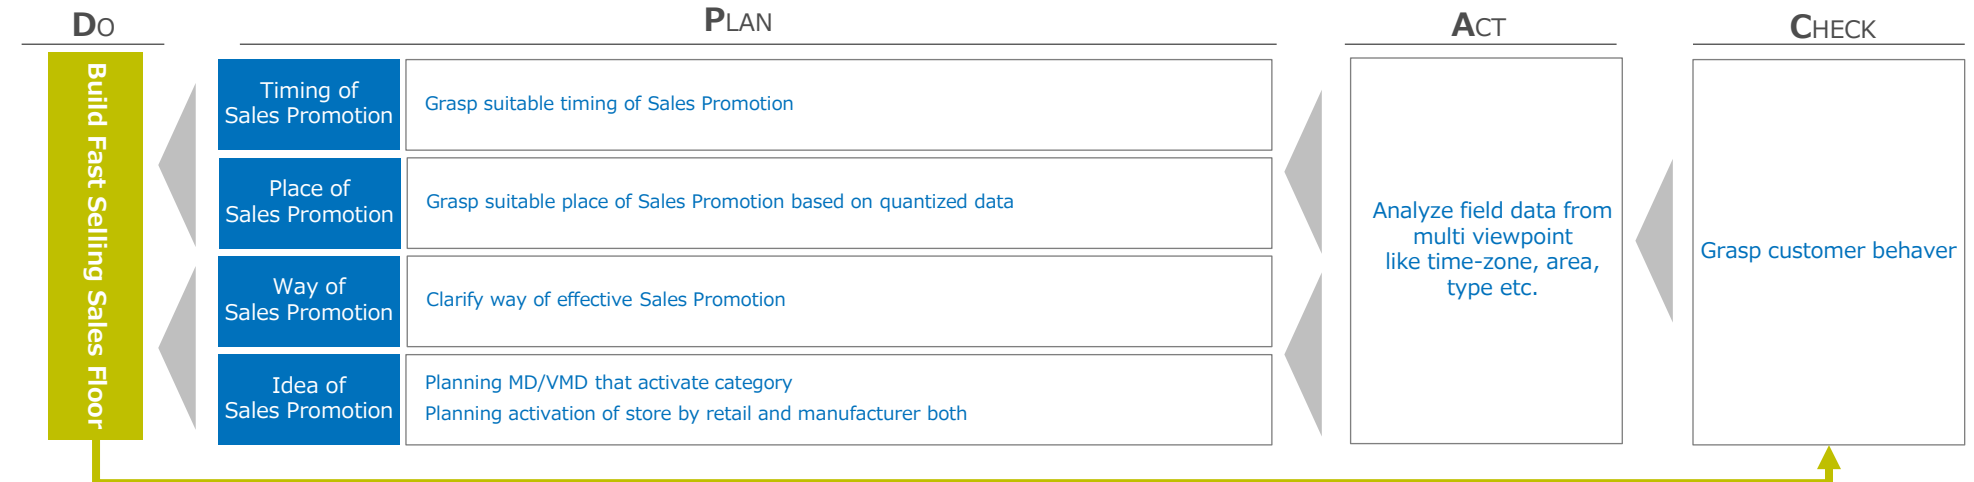 DO
PLAN
ACT
CHECK
Build Fast Selling Sales Floor
Timing of
Sales Promotion
Grasp suitable timing of Sales Promotion
Place of
Sales Promotion
Grasp suitable place of Sales Promotion based on quantized data
Way of
Sales Promotion
Clarify way of effective Sales Promotion
Idea of
Sales Promotion
Planning MD/VMD that activate category
Planning activation of store by retail and manufacturer both
Analyze field data from
multi viewpoint
like time-zone, area,
type etc.
Grasp customer behaver